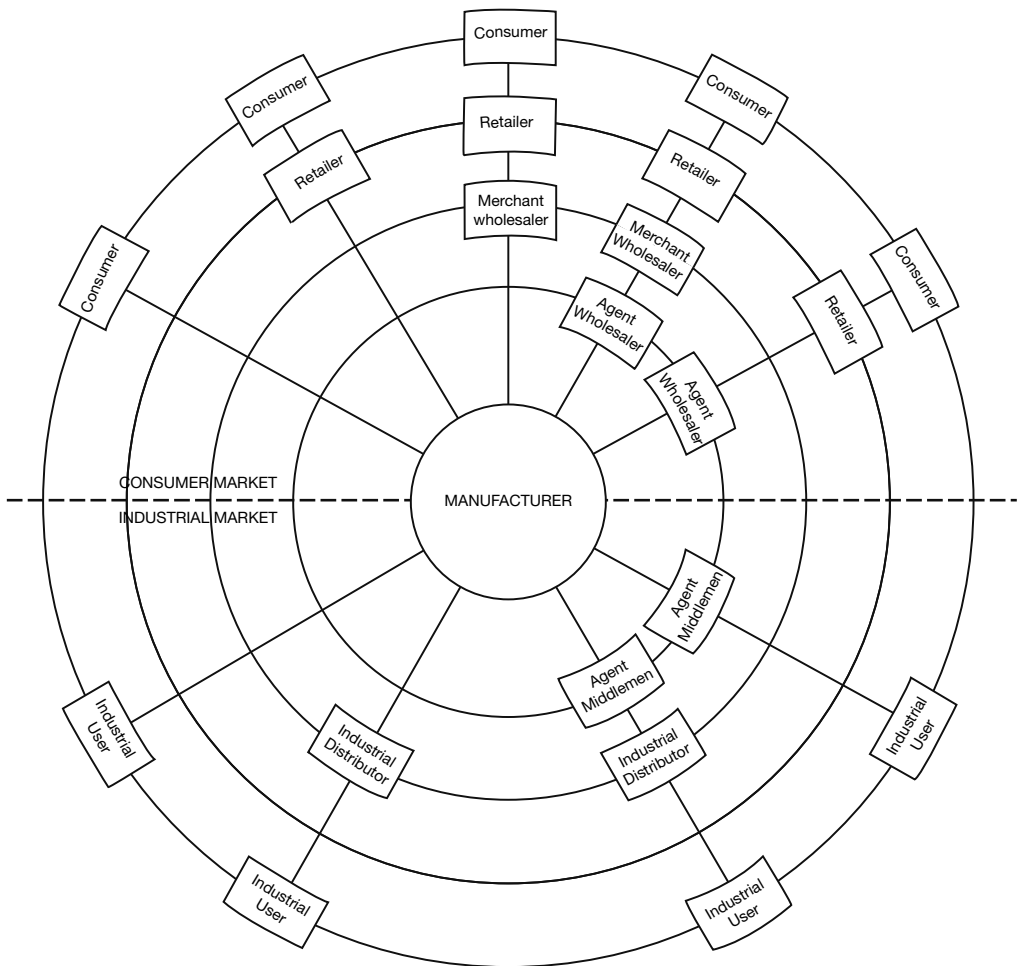 Consumer
Consumer
Consumer
Retailer
Retailer
Retailer
Merchant
wholesaler
Merchant
Wholesaler
Consumer
Consumer
Agent
Wholesaler
Retailer
Agent
Wholesaler
CONSUMER MARKET
MANUFACTURER
INDUSTRIAL MARKET
Agent
Middlemen
Agent
Middlemen
Industrial
User
Industrial
Distributor
Industrial
Distributor
Industrial
User
Industrial
User
Industrial
User